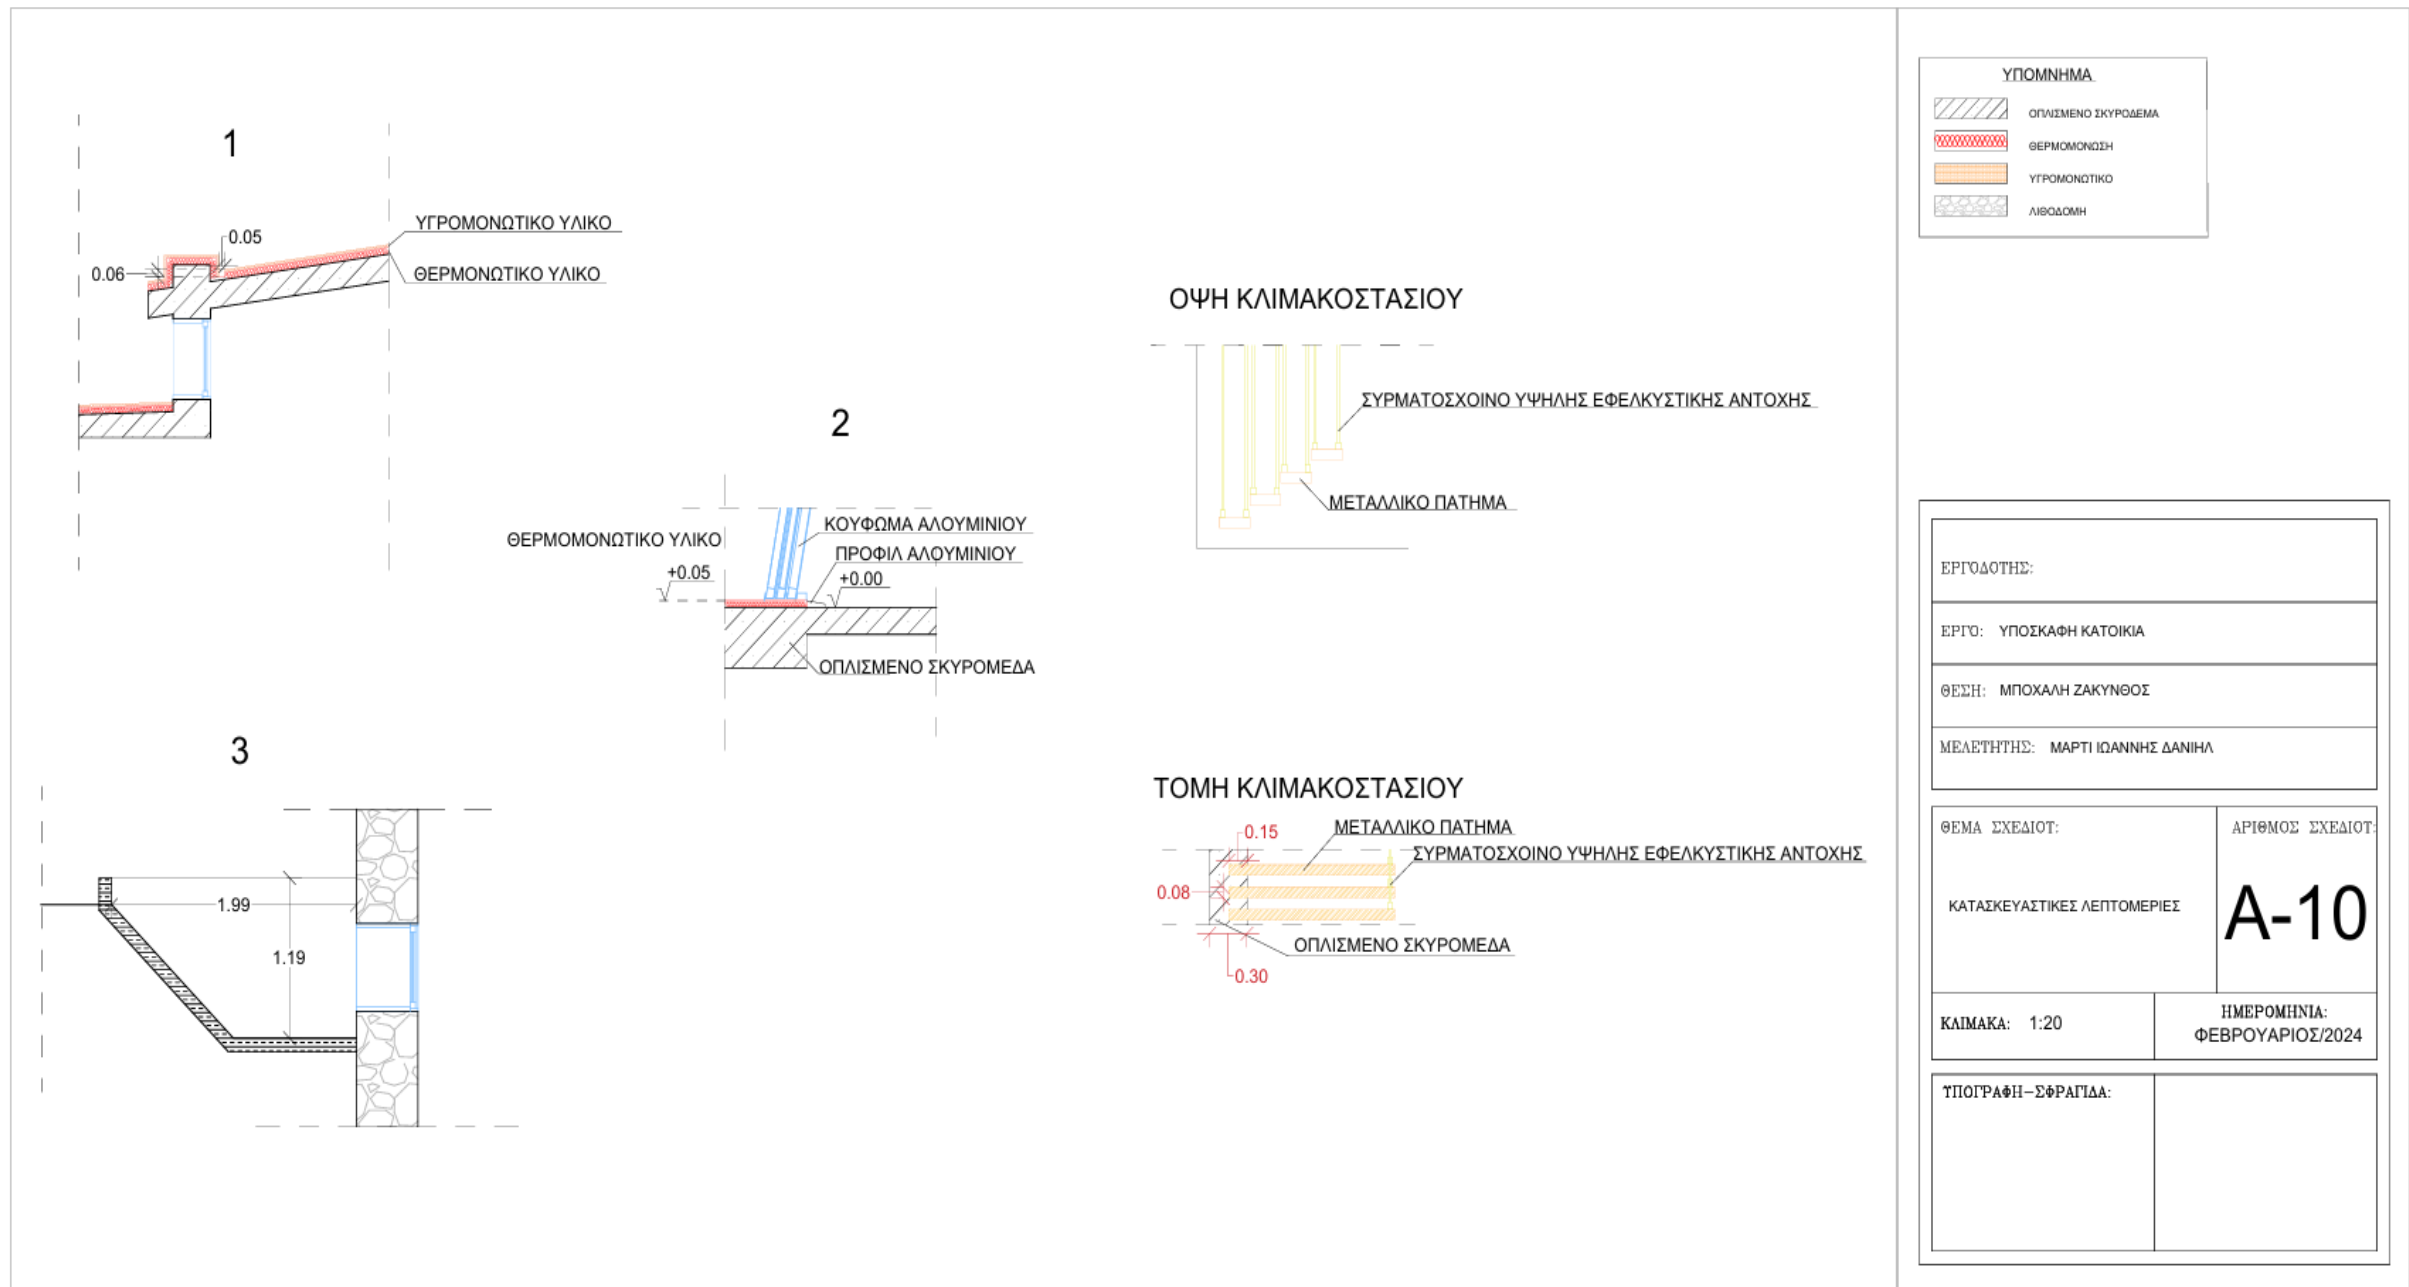 1
0.05
0.06
ΥΓΡΟΜΟΝΩΤΙΚΟ ΥΛΙΚΟ
ΘΕΡΜΟΝΩΤΙΚΟ ΥΛΙΚΟ
2
ΘΕΡΜΟΜΟΝΩΤΙΚΟ ΥΛΙΚΟ
ΚΟΥΦΩΜΑ ΑΛΟΥΜΙΝΙΟΥ
ΠΡΟΦΙΛ ΑΛΟΥΜΙΝΙΟΥ
+0.05
+0.00
ΟΠΛΙΣΜΕΝΟ ΣΚΥΡΟΜΕΔΑ
3
1.99
1.19
ΟΨΗ ΚΛΙΜΑΚΟΣΤΑΣΙΟΥ
ΣΥΡΜΑΤΟΣΧΟΙΝΟ ΥΨΗΛΗΣ ΕΦΕΛΚΥΣΤΙΚΗΣ ΑΝΤΟΧΗΣ
ΜΕΤΑΛΛΙΚΟ ΠΑΤΗΜΑ
ΤΟΜΗ ΚΛΙΜΑΚΟΣΤΑΣΙΟΥ
0.15
ΜΕΤΑΛΛΙΚΟ ΠΑΤΗΜΑ
ΣΥΡΜΑΤΟΣΧΟΙΝΟ ΥΨΗΛΗΣ ΕΦΕΛΚΥΣΤΙΚΗΣ ΑΝΤΟΧΗΣ
0.08
ΟΠΛΙΣΜΕΝΟ ΣΚΥΡΟΜΕΔΑ
0.30
ΥΠΟΜΝΗΜΑ
ΟΠΛΙΣΜΕΝΟ ΣΚΥΡΟΔΕΜΑ
ΘΕΡΜΟΜΟΝΩΣΗ
ΥΓΡΟΜΟΝΩΤΙΚΟ
ΛΙΘΟΔΟΜΗ
ΕΡΓΟΔΟΤΗΣ:
ΕΡΓΟ: ΥΠΟΣΚΑΦΗ ΚΑΤΟΙΚΙΑ
ΘΕΣΗ: ΜΠΟΧΑΛΗ ΖΑΚΥΝΘΟΣ
ΜΕΛΕΤΗΤΗΣ: ΜΑΡΤΙ ΙΩΑΝΝΗΣ ΔΑΝΙΗΛ
ΘΕΜΑ ΣΧΕΔΙΟΥ:
ΑΡΙΘΜΟΣ ΣΧΕΔΙΟΥ:
ΚΑΤΑΣΚΕΥΑΣΤΙΚΕΣ ΛΕΠΤΟΜΕΡΙΕΣ
Α-10
ΚΛΙΜΑΚΑ: 1:20
ΗΜΕΡΟΜΗΝΙΑ:
ΦΕΒΡΟΥΑΡΙΟΣ/2024
ΥΠΟΓΡΑΦΗ-ΣΦΡΑΓΙΔΑ: